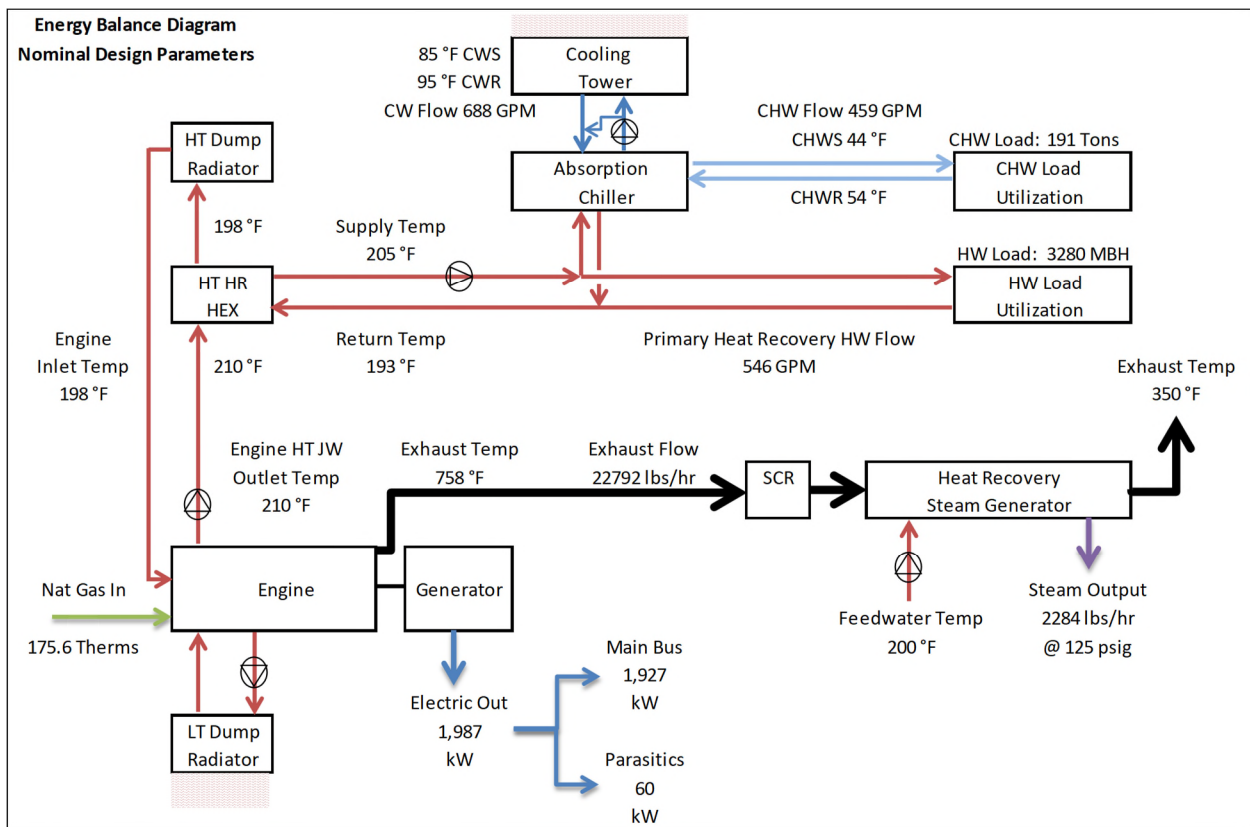 Energy Balance Diagram
Nominal Design Parameters
85 °F CWS
95 °F CWR
CW Flow 688 GPM
Cooling
Tower
CHW Flow 459 GPM
CHWS 44 °F
CHWR 54 °F
CHW Load: 191 Tons
CHW Load
Utilization
Absorption
Chiller
HT Dump
Radiator
198 °F
Supply Temp
205 °F
HW Load: 3280 MBH
HW Load
Utilization
HT HR
HEX
Engine
Inlet Temp
198 °F
210 °F
Return Temp
193 °F
Primary Heat Recovery HW Flow
546 GPM
Exhaust Temp
350 °F
Engine HT JW
Outlet Temp
210 °F
Exhaust Temp
758 °F
Exhaust Flow
22792 lbs/hr
SCR
Heat Recovery
Steam Generator
Nat Gas In
175.6 Therms
Engine
Generator
Feedwater Temp
200 °F
Steam Output
2284 lbs/hr
@ 125 psig
Main Bus
1,927
kW
Electric Out
1,987
kW
LT Dump
Radiator
Parasitics
60
kW